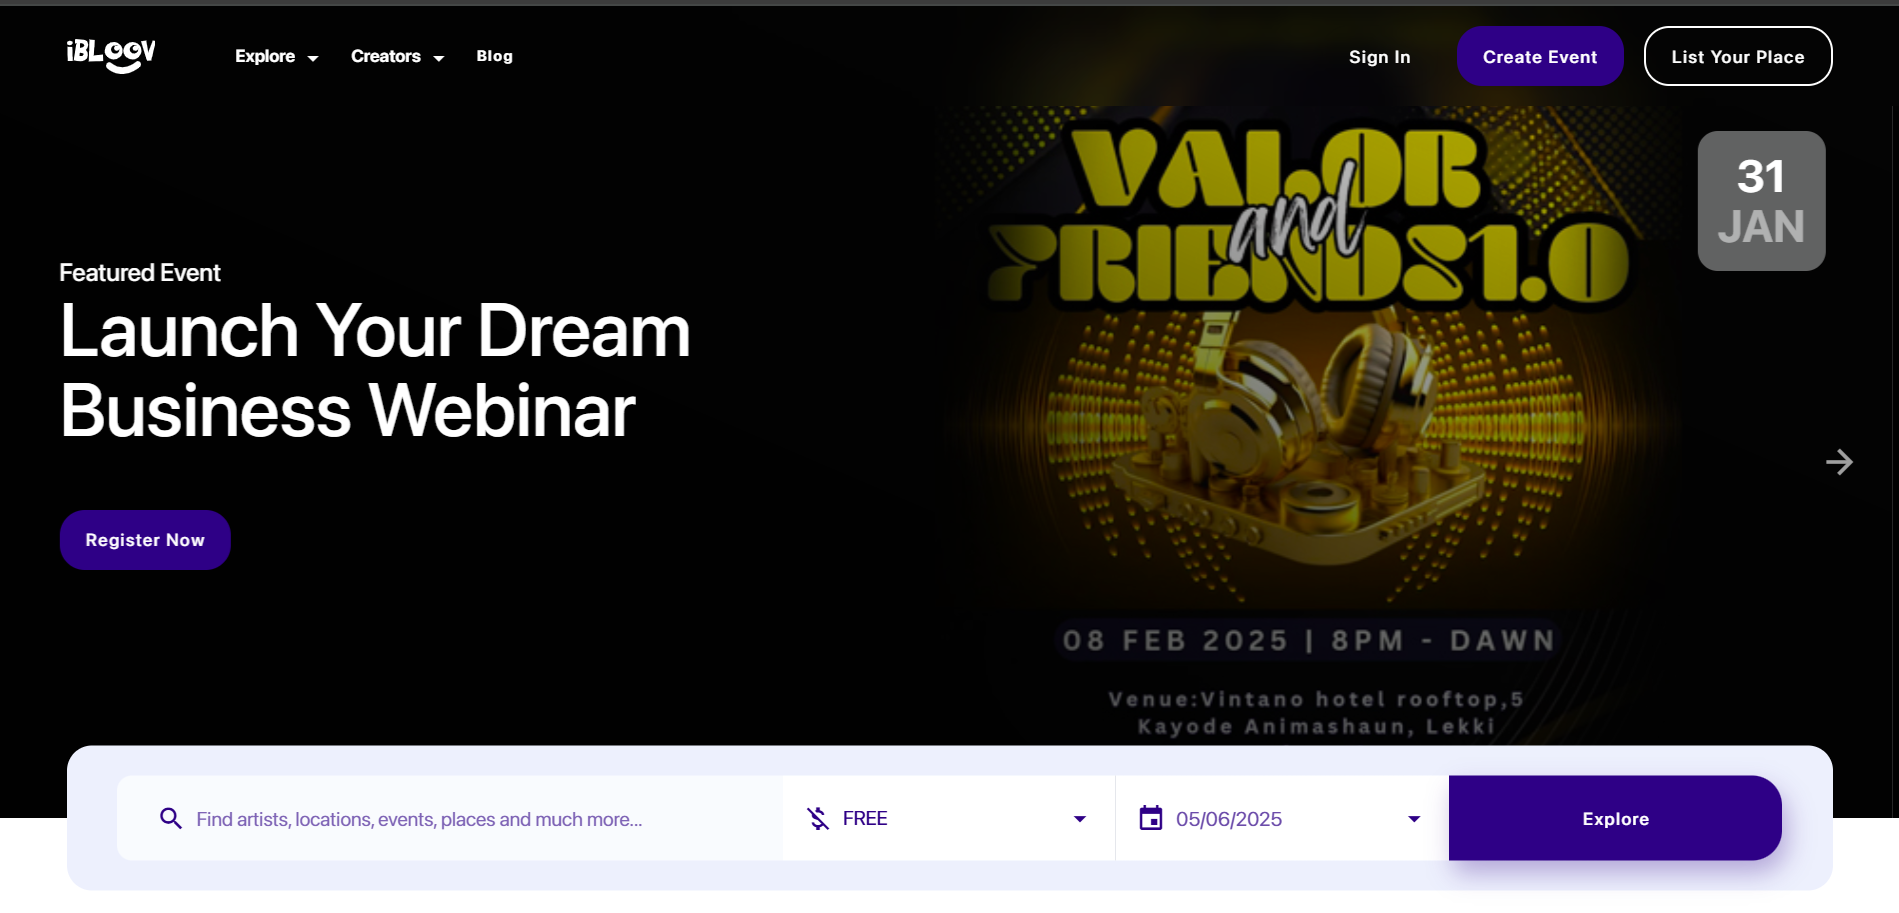 iBLOOV
Explore
Creators
Blog
Sign In
Create Event
List Your Place
VALOR
and
FRIENDS1.0
31
JAN
Featured Event
Launch Your Dream
Business Webinar
Register Now
08 FEB 2025 | 8PM - DAWN
Venue:Vintano hotel rooftop,5
Kayode Animashaun, Lekki
Find artists, locations, events, places and much more...
FREE
05/06/2025
Explore